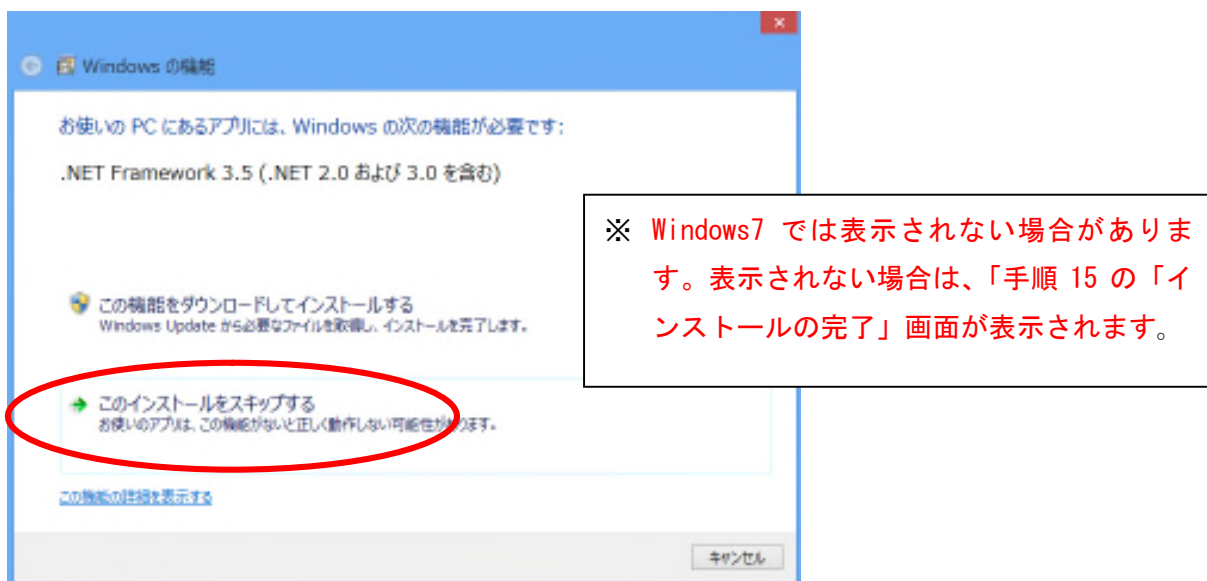 Windows の機能
お使いの PC にあるアプリには、Windows の次の機能が必要です:
.NET Framework 3.5 (.NET 2.0 および 3.0 を含む)
※ Windows7 では表示されない場合がありま
す。表示されない場合は、「手順 15 の「イ
ンストールの完了」画面が表示されます。
この機能をダウンロードしてインストールする
Windows Update から必要なファイルを取得し、インストールを完了します。
このインストールをスキップする
お使いのアプリは、この機能がないと正しく動作しない可能性があります。
この機能の詳細を表示する
キャンセル